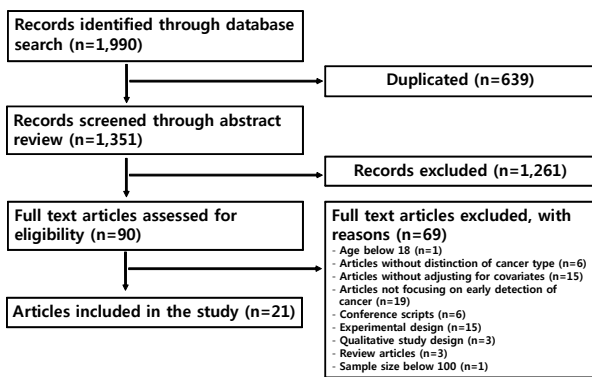 Records identified through database
search (n=1,990)
Duplicated (n=639)
Records screened through abstract
review (n=1,351)
Records excluded (n=1,261)
Full text articles assessed for
eligibility (n=90)
Full text articles excluded, with
reasons (n=69)
- Age below 18 (n=1)
- Articles without distinction of cancer type (n=6)
- Articles without adjusting for covariates (n=15)
- Articles not focusing on early detection of
cancer (n=19)
- Conference scripts (n=6)
- Experimental design (n=15)
- Qualitative study design (n=3)
- Review articles (n=3)
- Sample size below 100 (n=1)
Articles included in the study (n=21)